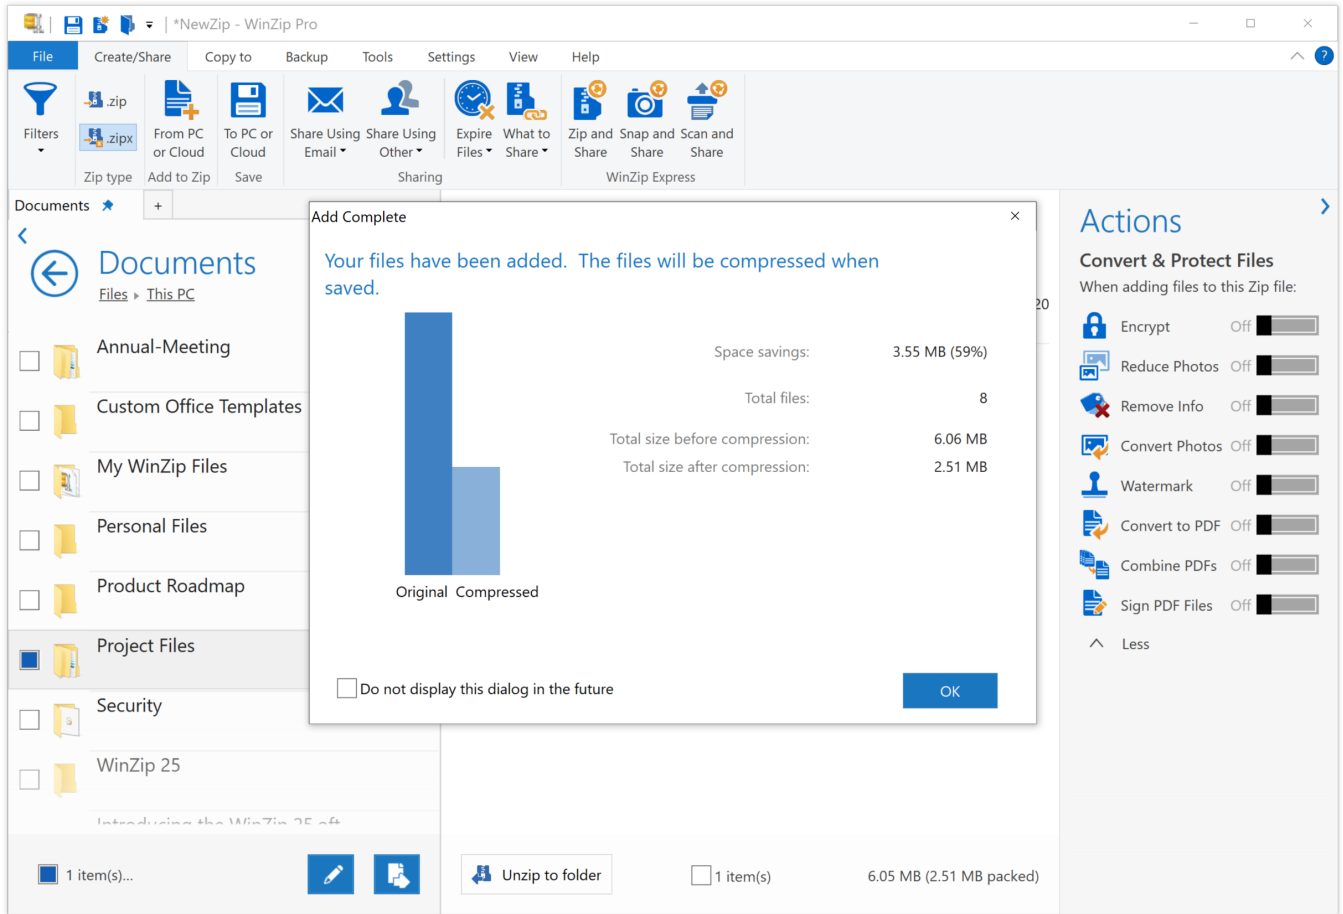 *NewZip - WinZip Pro
File
Create/Share
Copy to
Backup
Tools
Settings
View
Help
?
Filters
.zip
.zipx
Zip type
From PC
or Cloud
Add to Zip
To PC or
Cloud
Save
Share Using
Email
Share Using
Other
Expire
Files
What to
Share
Sharing
Zip and
Share
Snap and
Share
Scan and
Share
WinZip Express
Documents
+
Documents
Files
This PC
Annual-Meeting
Custom Office Templates
My WinZip Files
Personal Files
Product Roadmap
Project Files
Security
WinZip 25
1 item(s)...
Add Complete
Your files have been added. The files will be compressed when
saved.
Space savings: 3.55 MB (59%)
Total files: 8
Total size before compression: 6.06 MB
Total size after compression: 2.51 MB
Original Compressed
Do not display this dialog in the future
OK
20
Unzip to folder
1 item(s)
6.05 MB (2.51 MB packed)
Actions
Convert & Protect Files
When adding files to this Zip file:
Encrypt Off
Reduce Photos Off
Remove Info Off
Convert Photos Off
Watermark Off
Convert to PDF Off
Combine PDFs Off
Sign PDF Files Off
Less